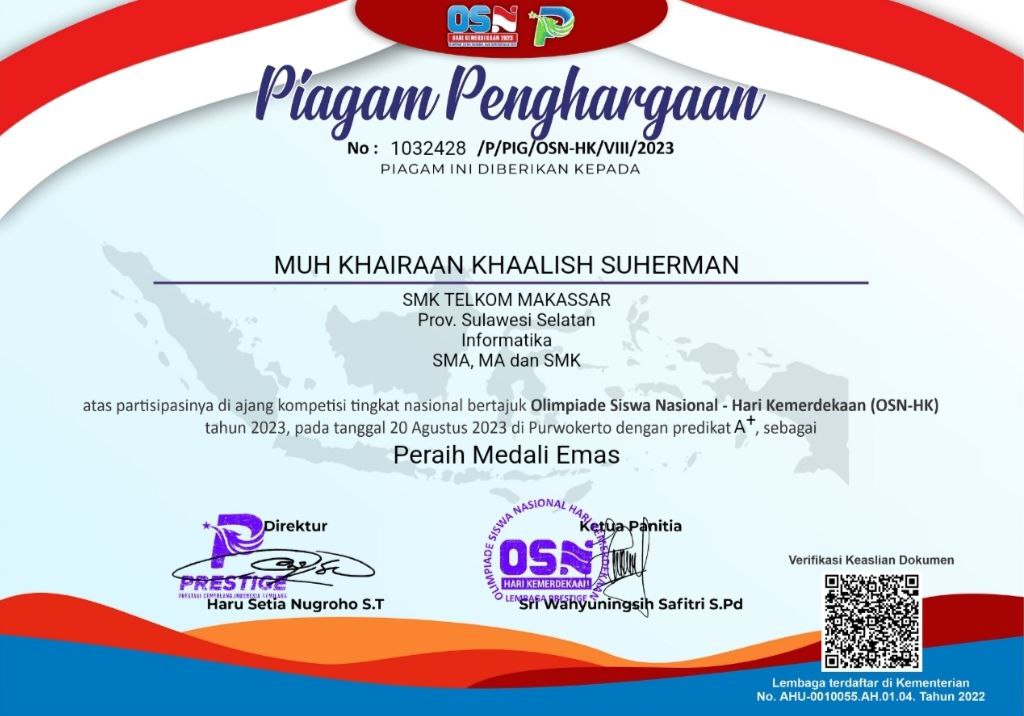 OSN
HARI KEMERDEKAAN 2023
Piagam Penghargaan
No : 1032428 /P/PIG/OSN-HK/VIII/2023
PIAGAM INI DIBERIKAN KEPADA
MUH KHAIRAAN KHAALISH SUHERMAN
SMK TELKOM MAKASSAR
Prov. Sulawesi Selatan
Informatika
SMA, MA dan SMK
atas partisipasinya di ajang kompetisi tingkat nasional bertajuk Olimpiade Siswa Nasional - Hari Kemerdekaan (OSN-HK)
tahun 2023, pada tanggal 20 Agustus 2023 di Purwokerto dengan predikat A+, sebagai
Peraih Medali Emas
Direktur
PRESTIGE
PRESTASI CEMERLANG INDONESIA GEMILANG
Haru Setia Nugroho S.T
Ketua Panitia
OLIMPIADE SISWA NASIONAL HARI KEMERDEKAAN
OSN
HARI KEMERDEKAAN
LEMBAGA PRESTIGE
Sri Wahyuningsih Safitri S.Pd
Verifikasi Keaslian Dokumen
Lembaga terdaftar di Kementerian
No. AHU-0010055.AH.01.04. Tahun 2022